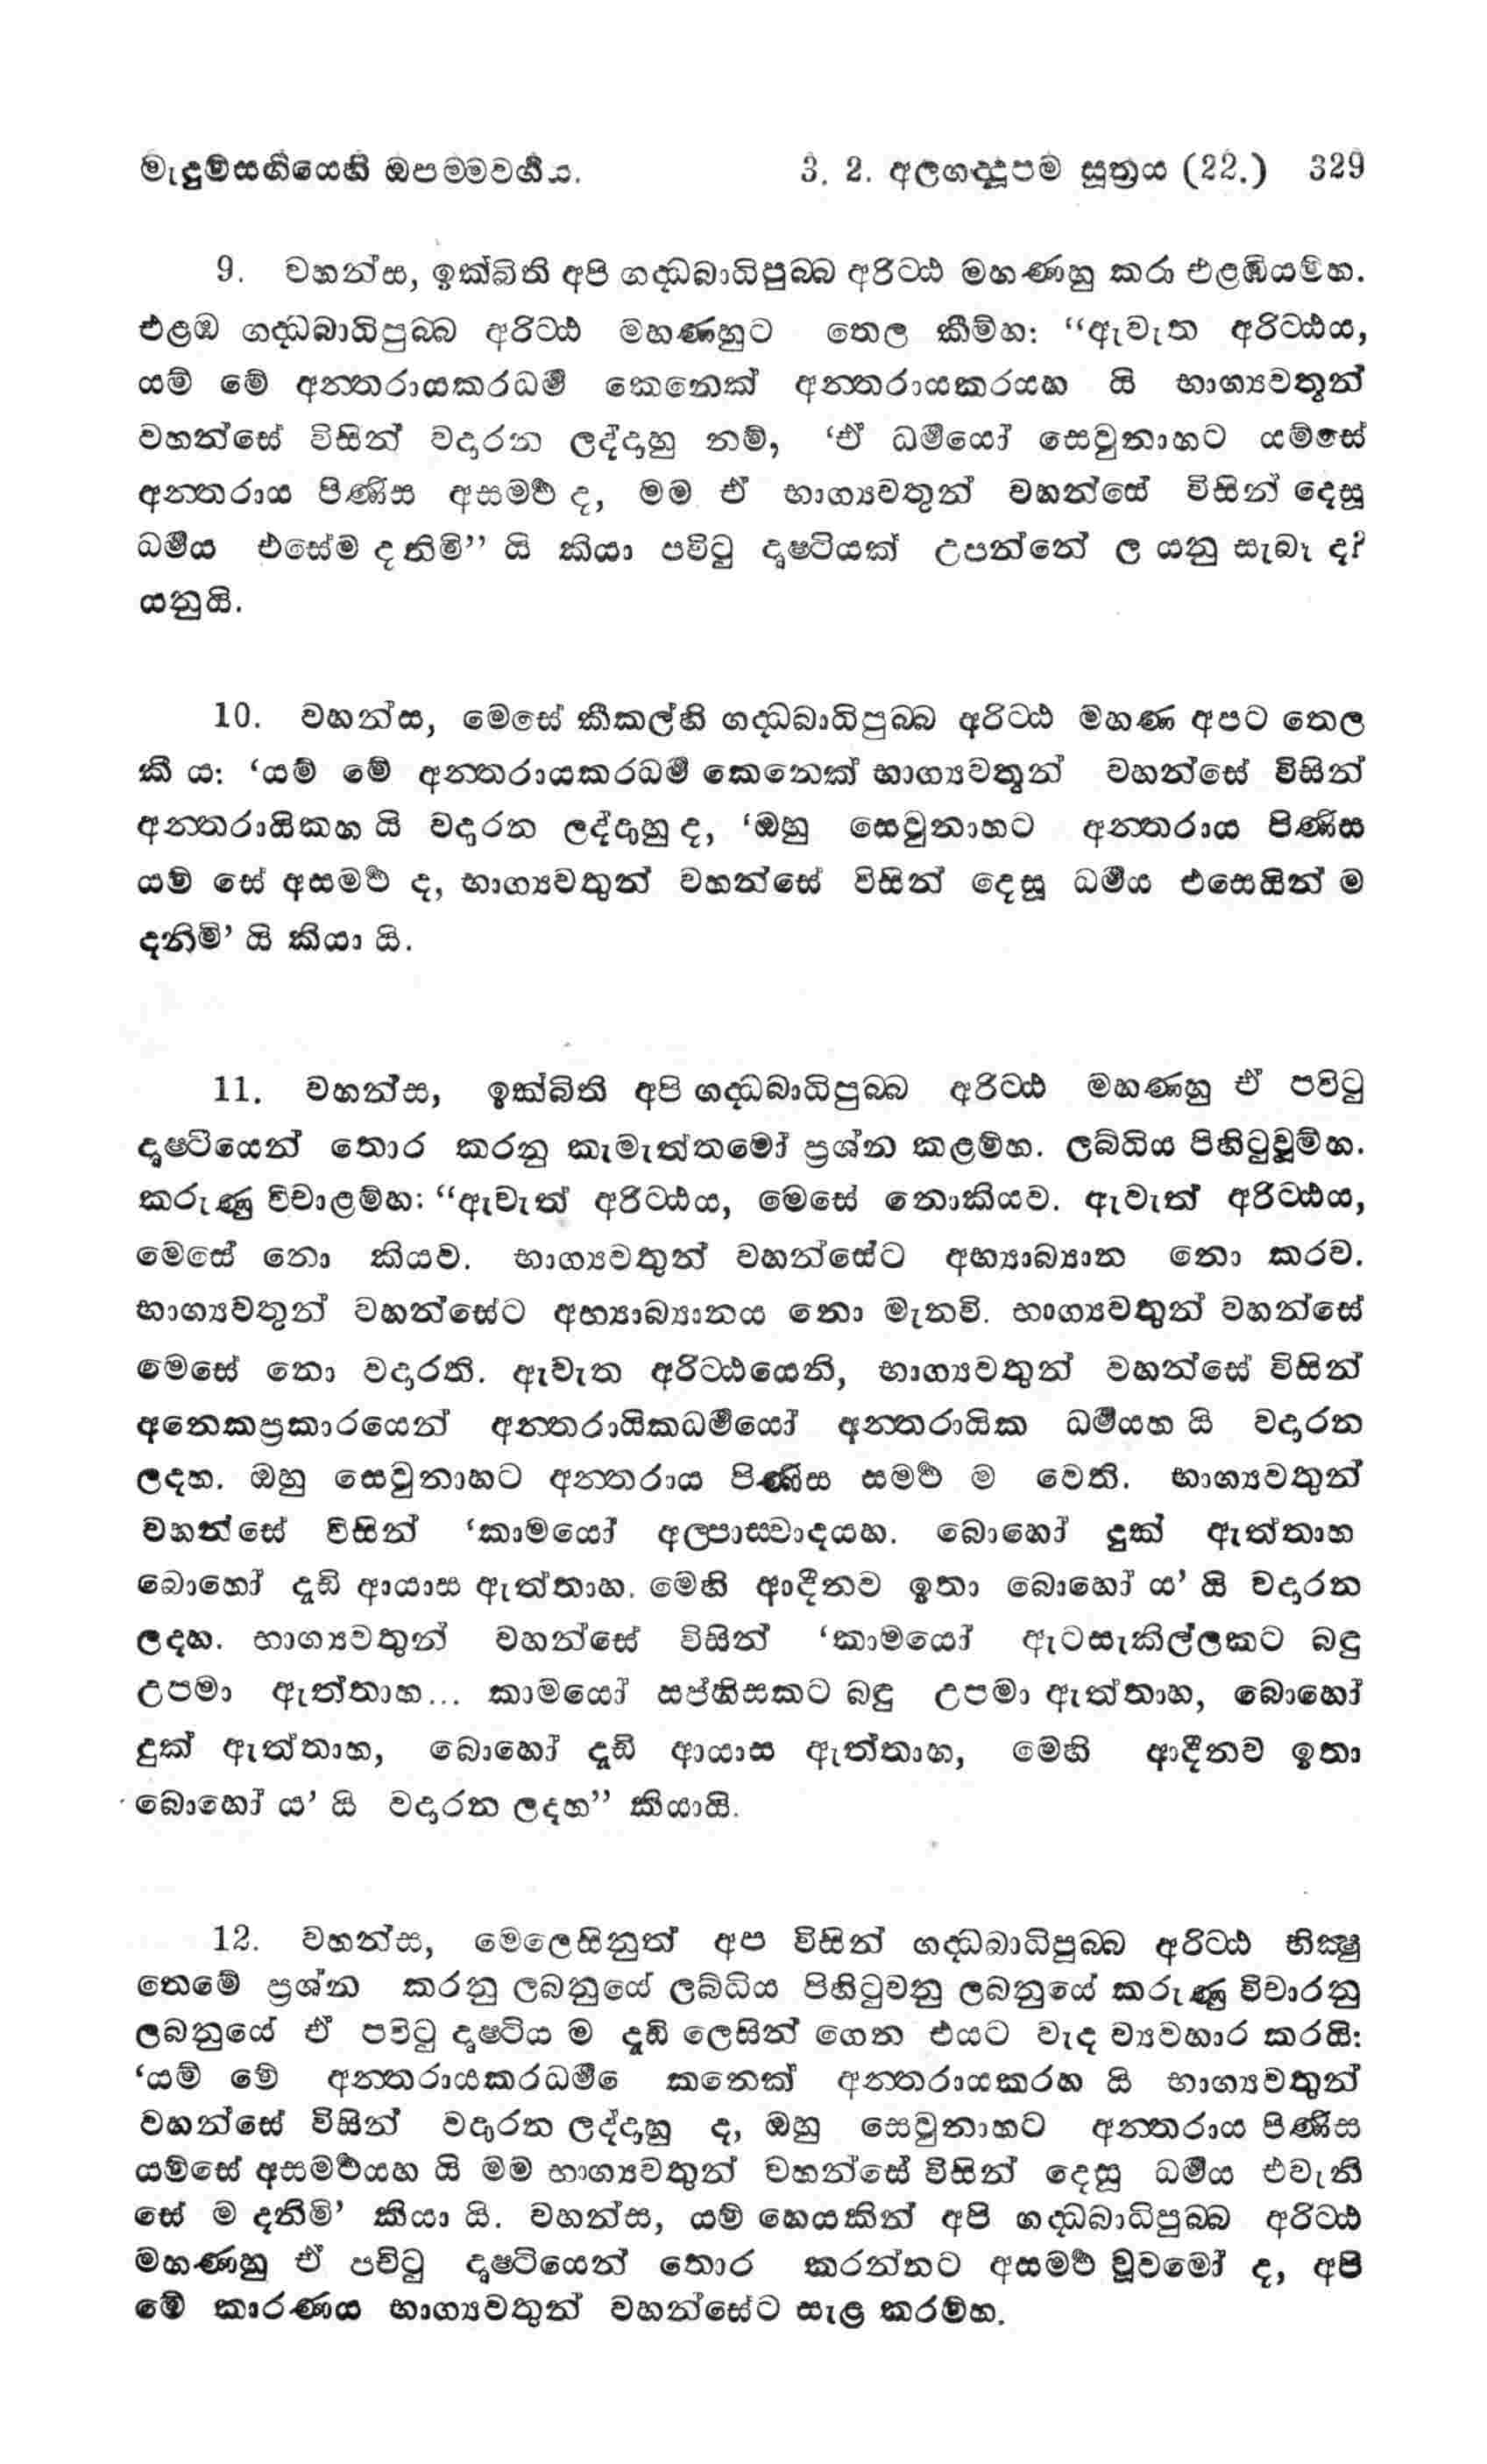 මැදුම්සඟියෙහි ඔපම්මවර්‍ගය. 3. 2. අලගද්දූපම සූත්‍රය (22.) 329
9. වහන්ස, ඉක්බිති අපි ගද්ධබාධිපුබ්බ අරිට්ඨ මහණහු කරා එළඹියම්හ.
එළඹ ගද්ධබාධිපුබ්බ අරිට්ඨ මහණහුට තෙල කීම්හ: “ඇවැත අරිට්ඨය,
යම් මේ අන්තරායකරධර්‍ම කෙනෙක් අන්තරායකරයහ යි භාග්‍යවතූන්
වහන්සේ විසින් වදාරන ලද්දාහු නම්, ‘ඒ ධර්‍මයෝ සෙවුනාහට යම්සේ
අන්තරාය පිණිස අසමර්‍ථ ද, මම ඒ භාග්‍යවතුන් වහන්සේ විසින් දෙසූ
ධර්‍මය එසේම දනිමි” යි කියා පවිටු දෘෂ්ටියක් උපන්නේ ල යනු සැබෑ ද?
යනුයි.
10. වහන්ස, මෙසේ කීකල්හි ගද්ධබාධිපුබ්බ අරිට්ඨ මහණ අපට තෙල
කී ය: ‘යම් මේ අන්තරායකරධර්‍ම කෙනෙක් භාග්‍යවතූන් වහන්සේ විසින්
අන්තරායිකහ යි වදාරන ලද්දාහු ද, ‘ඔහු සෙවුනාහට අන්තරාය පිණිස
යම් සේ අසමර්‍ථ ද, භාග්‍යවතුන් වහන්සේ විසින් දෙසූ ධර්‍මය එසෙයින් ම
දනිමි’ යි කියා යි.
11. වහන්ස, ඉක්බිති අපි ගද්ධබාධිපුබ්බ අරිට්ඨ මහණහු ඒ පවිටු
දෘෂ්ටියෙන් තොර කරනු කැමැත්තමෝ ප්‍රශ්න කළම්හ. ලබ්ධිය පිහිටුවූම්හ.
කරුණු විචාළම්හ: “ඇවැත් අරිට්ඨය, මෙසේ නොකියව. ඇවැත් අරිට්ඨය,
මෙසේ නො කියව. භාග්‍යවතුන් වහන්සේට අභ්‍යාඛ්‍යාන නො කරව.
භාග්‍යවතුන් වහන්සේට අභ්‍යාඛ්‍යානය නො මැනවි. භාග්‍යවතුන් වහන්සේ
මෙසේ නො වදාරති. ඇවැත අරිට්ඨයෙනි, භාග්‍යවතුන් වහන්සේ විසින්
අනෙකප්‍රකාරයෙන් අන්තරායිකධර්‍මයෝ අන්තරායික ධර්‍මයහ යි වදාරන
ලදහ. ඔහු සෙවුනාහට අන්තරාය පිණිස සමර්‍ථ ම වෙති. භාග්‍යවතුන්
වහන්සේ විසින් ‘කාමයෝ අල්පාස්වාදයහ. බොහෝ දුක් ඇත්තාහ
බොහෝ දැඩි ආයාස ඇත්තාහ. මෙහි ආදීනව ඉතා බොහෝ ය’ යි වදාරන
ලදහ. භාග්‍යවතුන් වහන්සේ විසින් ‘කාමයෝ ඇටසැකිල්ලකට බඳු
උපමා ඇත්තාහ... කාමයෝ සප්හිසකට බඳු උපමා ඇත්තාහ, බොහෝ
දුක් ඇත්තාහ, බොහෝ දැඩි ආයාස ඇත්තාහ, මෙහි ආදීනව ඉතා
බොහෝ ය’ යි වදාරන ලදහ” කියායි.
12. වහන්ස, මෙලෙසිනුත් අප විසින් ගද්ධබාධිපුබ්බ අරිට්ඨ භික්‍ෂු
තෙමේ ප්‍රශ්න කරනු ලබනුයේ ලබ්ධිය පිහිටුවනු ලබනුයේ කරුණු විචාරනු
ලබනුයේ ඒ පවිටු දෘෂ්ටිය ම දැඩි ලෙසින් ගෙන එයට වැද ව්‍යවහාර කරයි:
‘යම් මේ අන්තරායකරධර්‍මෙ කනෙක් අන්තරායකරහ යි භාග්‍යවතුන්
වහන්සේ විසින් වදාරන ලද්දාහු ද, ඔහු සෙවුනාහට අන්තරාය පිණිස
යම්සේ අසමර්‍ථයහ යි මම භාග්‍යවතුන් වහන්සේ විසින් දෙසූ ධර්‍මය එවැනි
සේ ම දනිමි’ කියා යි. වහන්ස, යම් හෙයකින් අපි ගද්ධබාධිපුබ්බ අරිට්ඨ
මහණහු ඒ පවිටු දෘෂ්ටියෙන් තොර කරන්නට අසමර්‍ථ වූවමෝ ද, අපි
මේ කාරණය භාග්‍යවතුන් වහන්සේට සැළ කරම්හ.